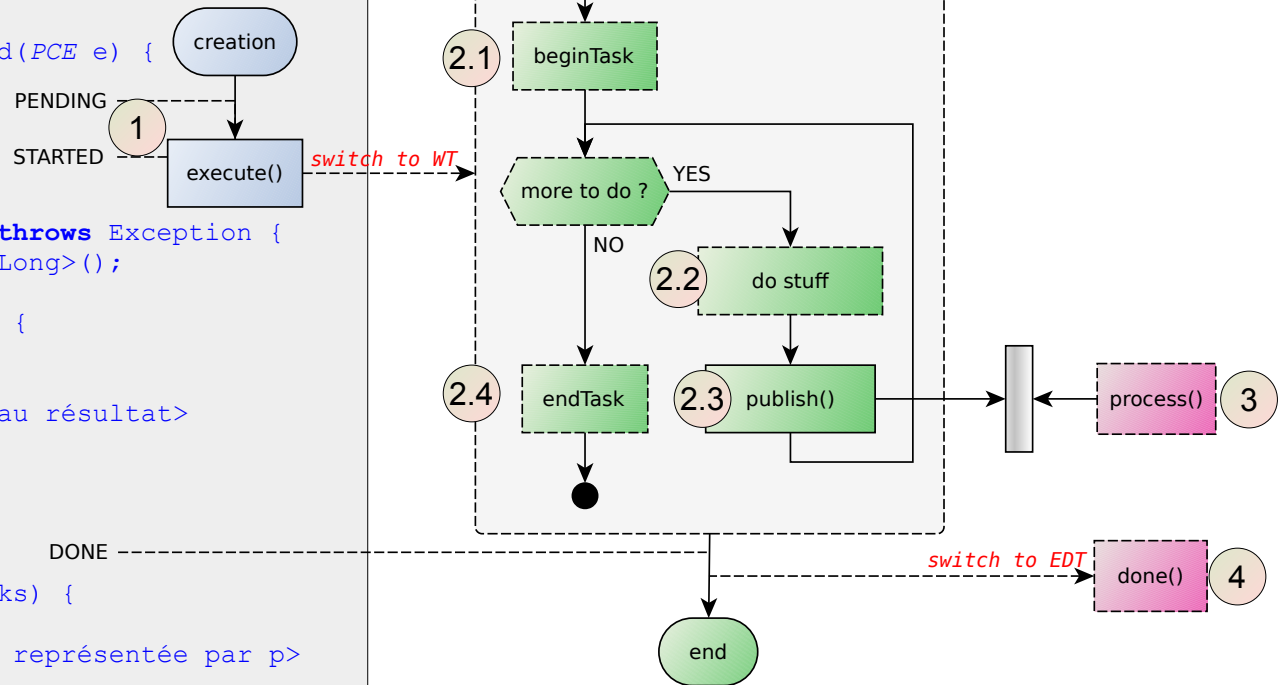 creation
d(PCE e) {
PENDING
1
STARTED
execute()
switch to WT
throws Exception {
Long>();
{
au résultat>
DONE
ks) {
représentée par p>
2.1
beginTask
more to do ?
YES
NO
2.2
do stuff
2.4
endTask
2.3
publish()
process()
3
switch to EDT
done()
4
end